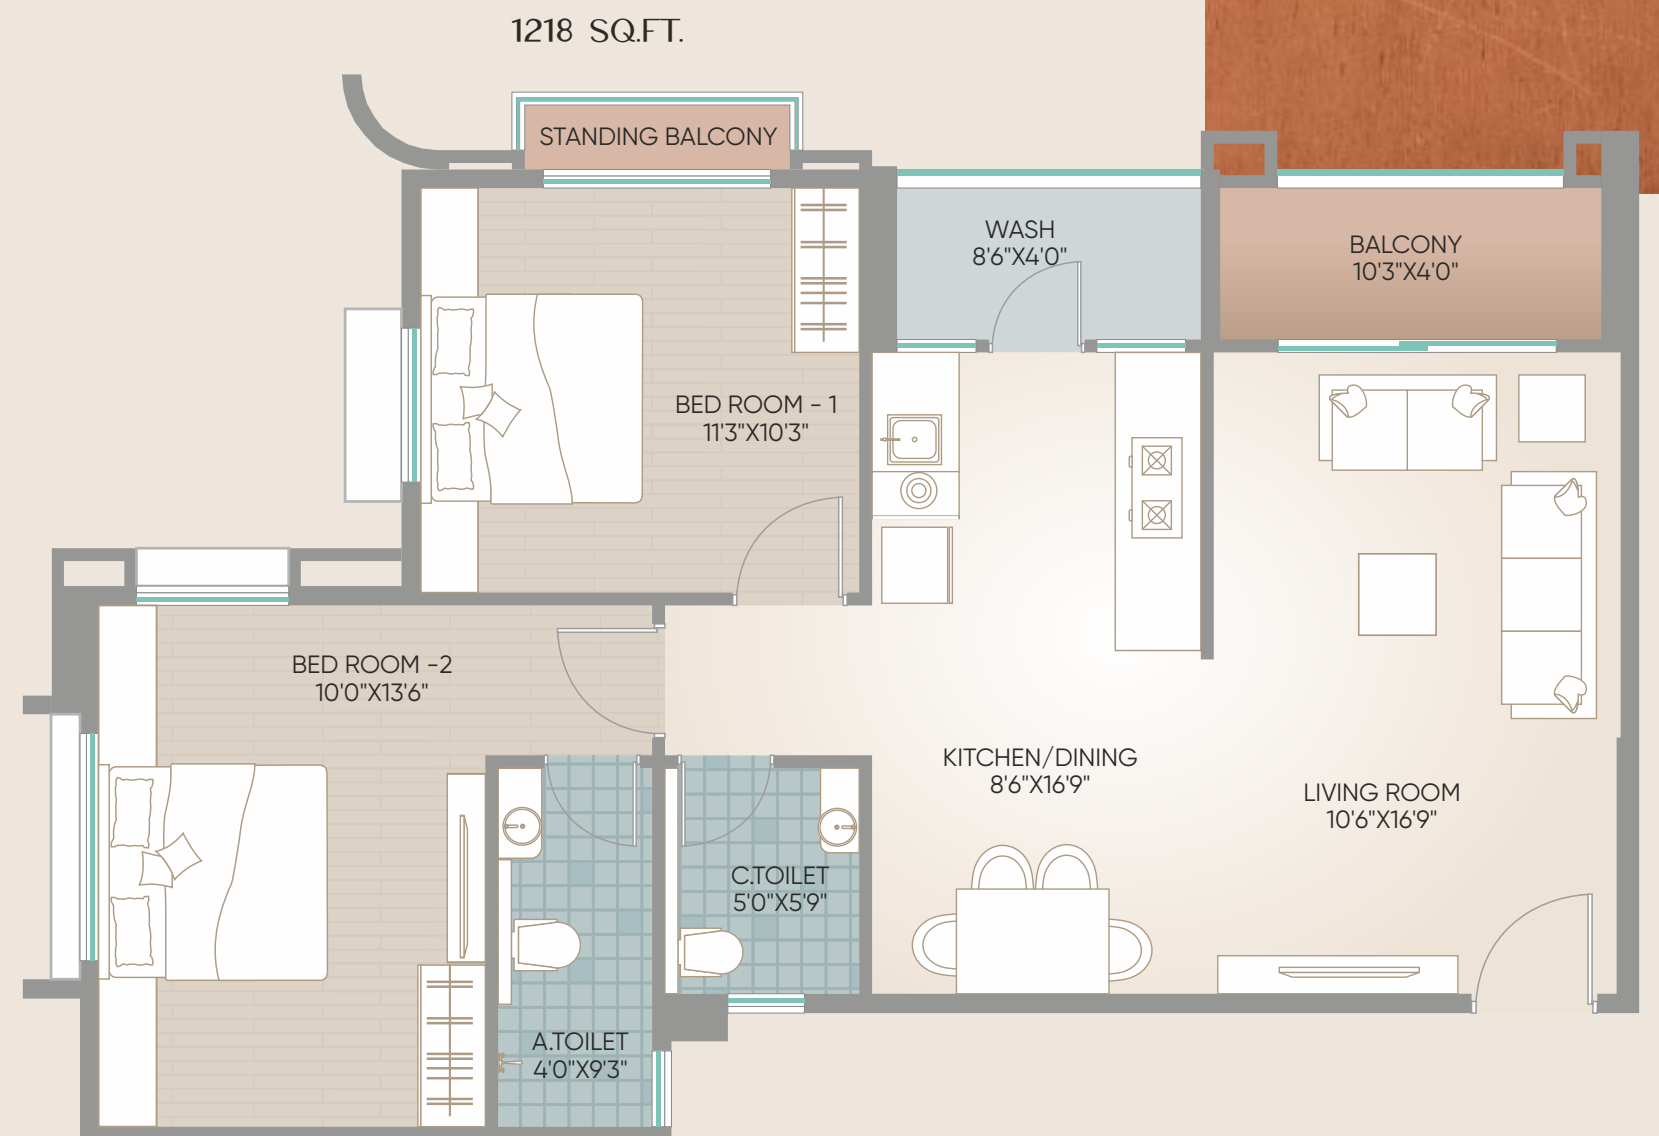 1218 SQ.FT.
STANDING BALCONY
WASH
8'6"X4'0"
BALCONY
10'3"X4'0"
BED ROOM - 1
11'3"X10'3"
BED ROOM -2
10'0"X13'6"
KITCHEN/DINING
8'6"X16'9"
LIVING ROOM
10'6"X16'9"
C.TOILET
5'0"X5'9"
A.TOILET
4'0"X9'3"